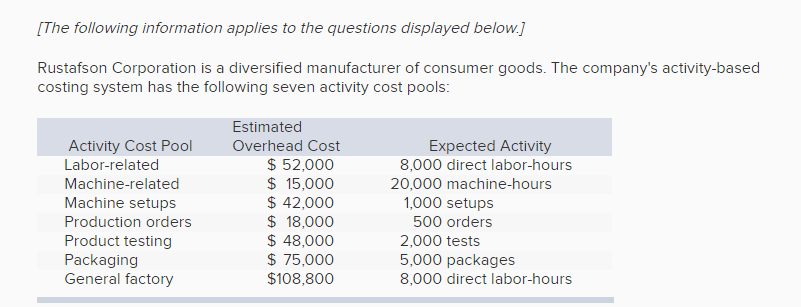 [The following information applies to the questions displayed below.]
Rustafson Corporation is a diversified manufacturer of consumer goods. The company's activity-based
costing system has the following seven activity cost pools:
Estimated
Activity Cost Pool Overhead Cost Expected Activity
Labor-related $ 52,000 8,000 direct labor-hours
Machine-related $ 15,000 20,000 machine-hours
Machine setups $ 42,000 1,000 setups
Production orders $ 18,000 500 orders
Product testing $ 48,000 2,000 tests
Packaging $ 75,000 5,000 packages
General factory $108,800 8,000 direct labor-hours